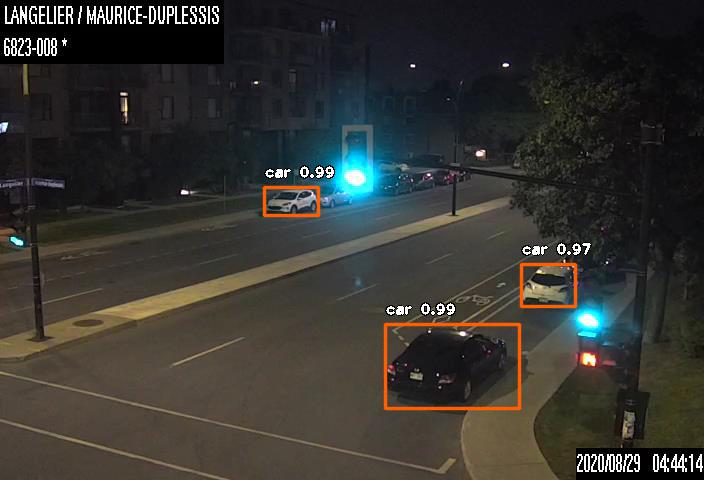 LANGELIER / MAURICE-DUPLESSIS
6823-008 *
car 0.99
car 0.97
car 0.99
2020/08/29 04:44:14